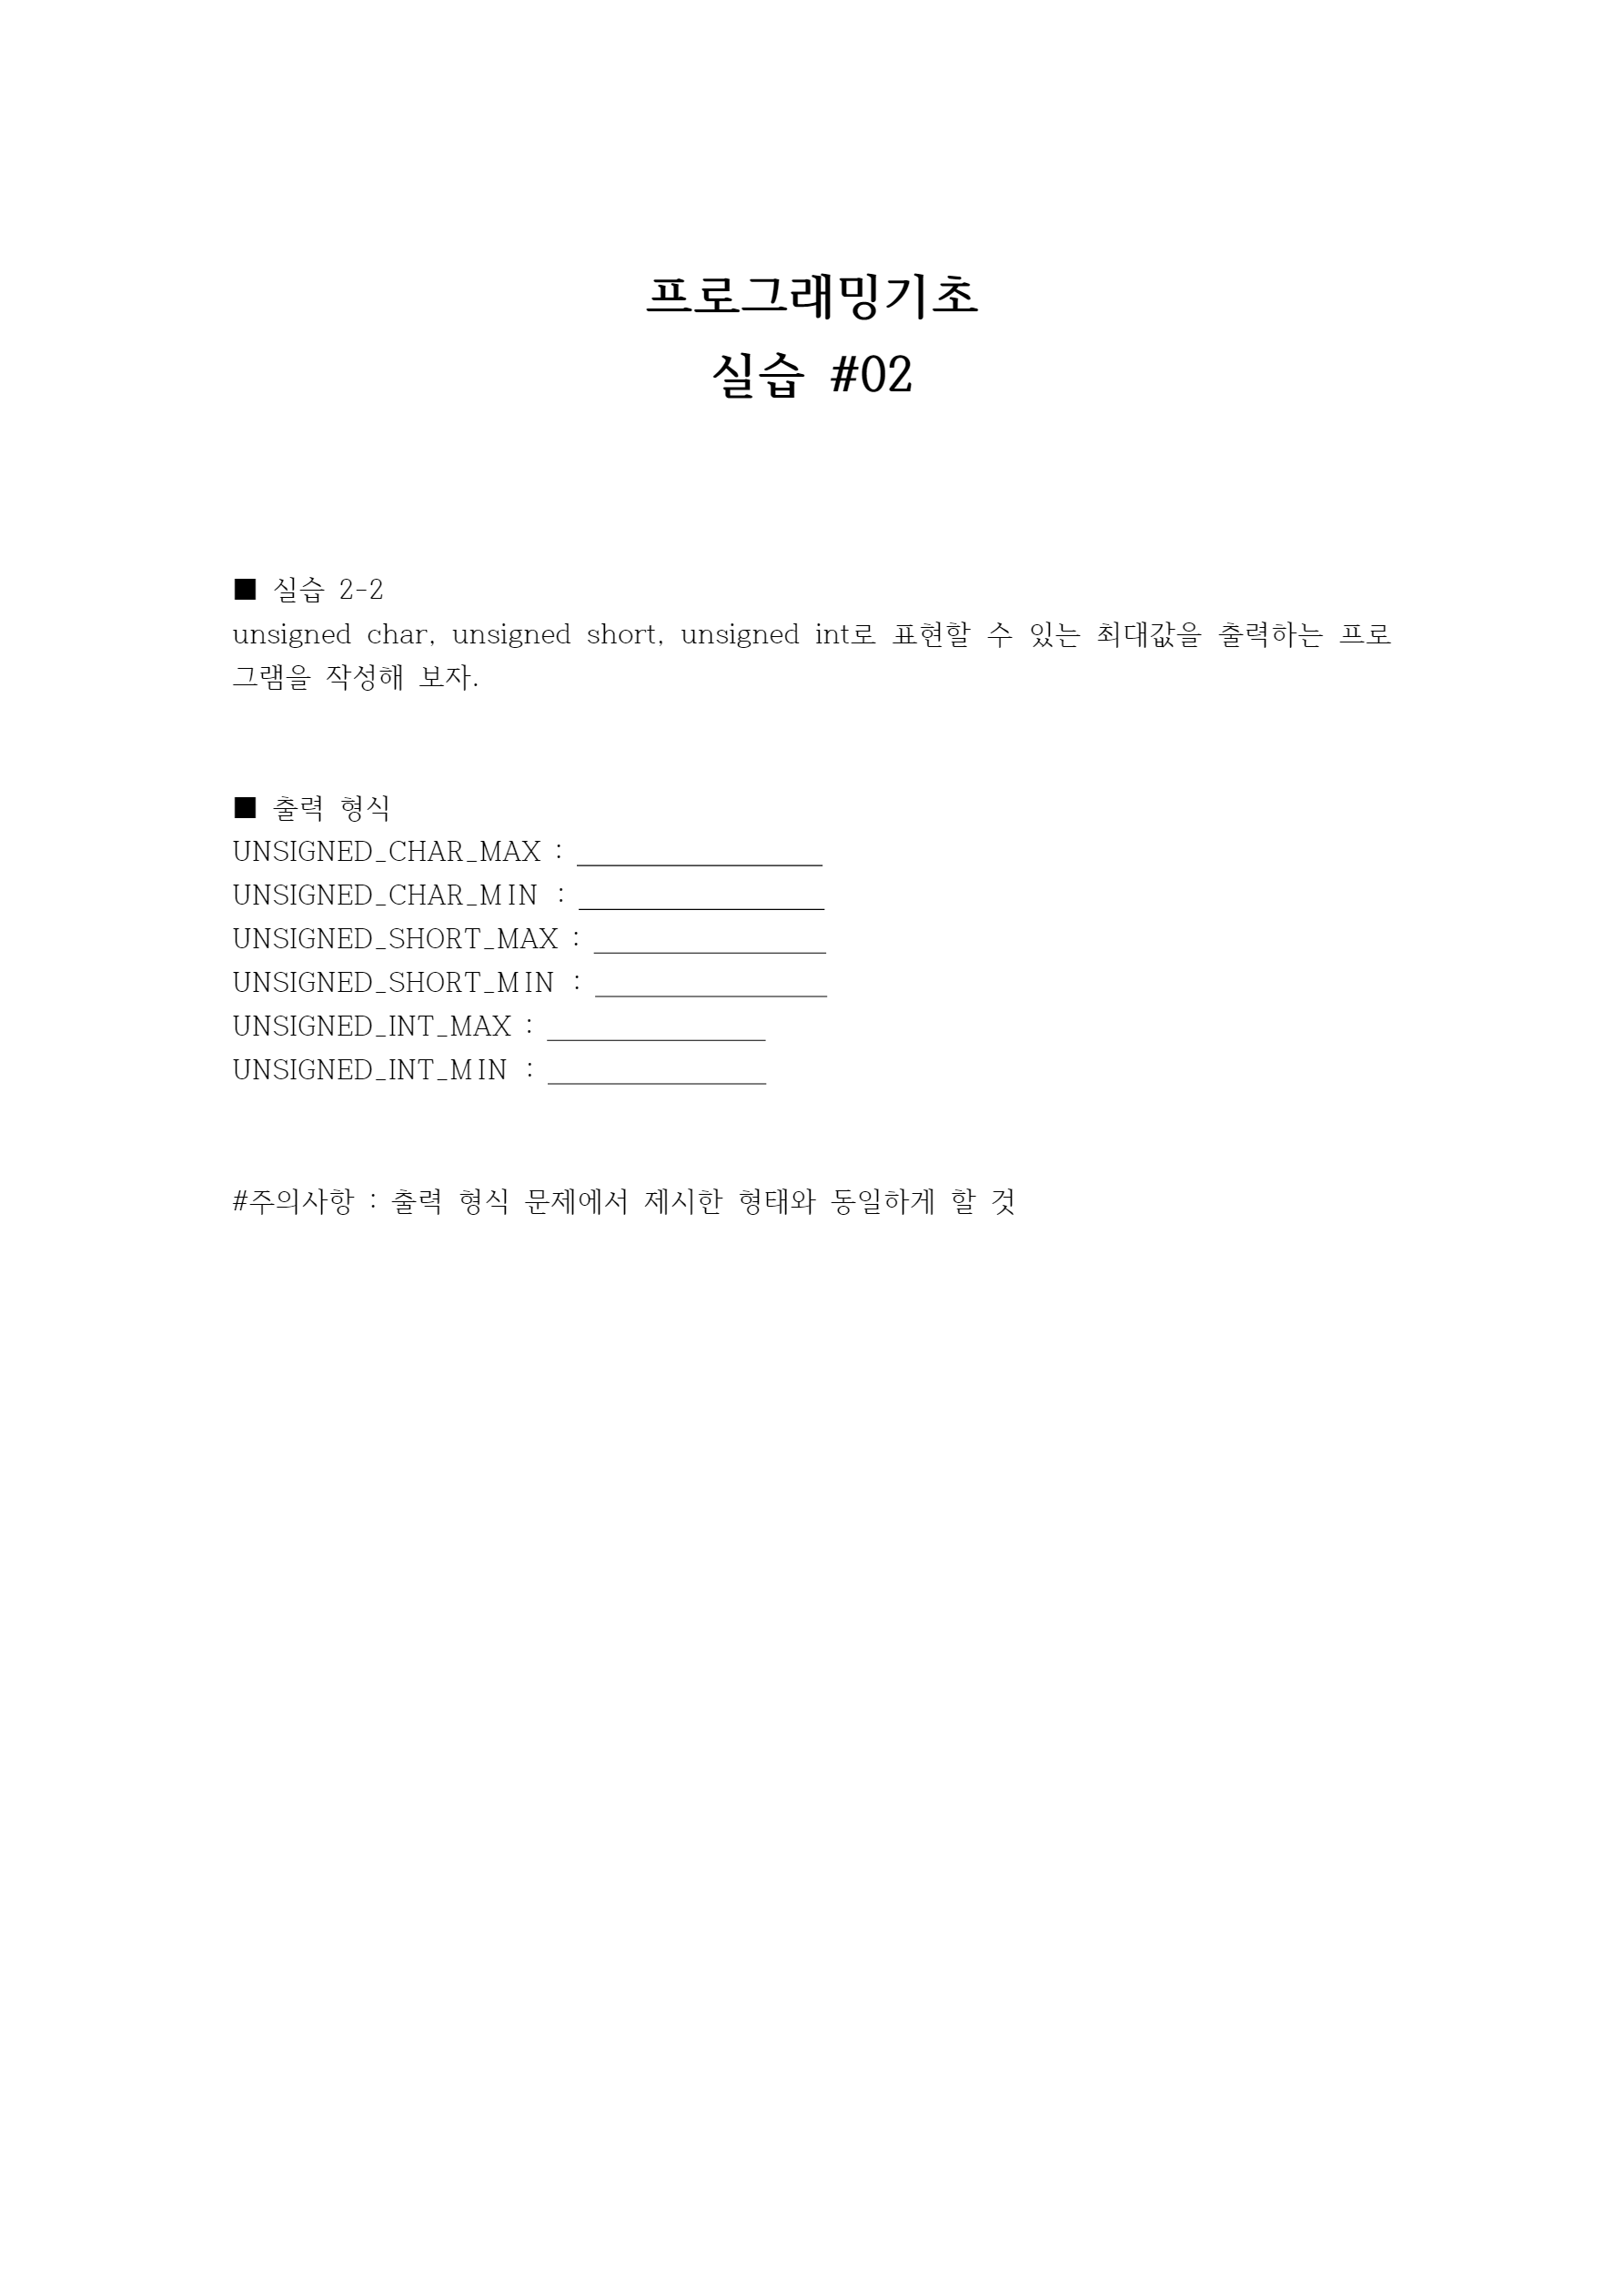 프로그래밍기초
실습 #02
■ 실습 2-2
unsigned char, unsigned short, unsigned int로 표현할 수 있는 최대값을 출력하는 프로
그램을 작성해 보자.
■ 출력 형식
UNSIGNED_CHAR_MAX : _________________
UNSIGNED_CHAR_MIN : _________________
UNSIGNED_SHORT_MAX : ________________
UNSIGNED_SHORT_MIN : ________________
UNSIGNED_INT_MAX : _______________
UNSIGNED_INT_MIN : _______________
#주의사항 : 출력 형식 문제에서 제시한 형태와 동일하게 할 것